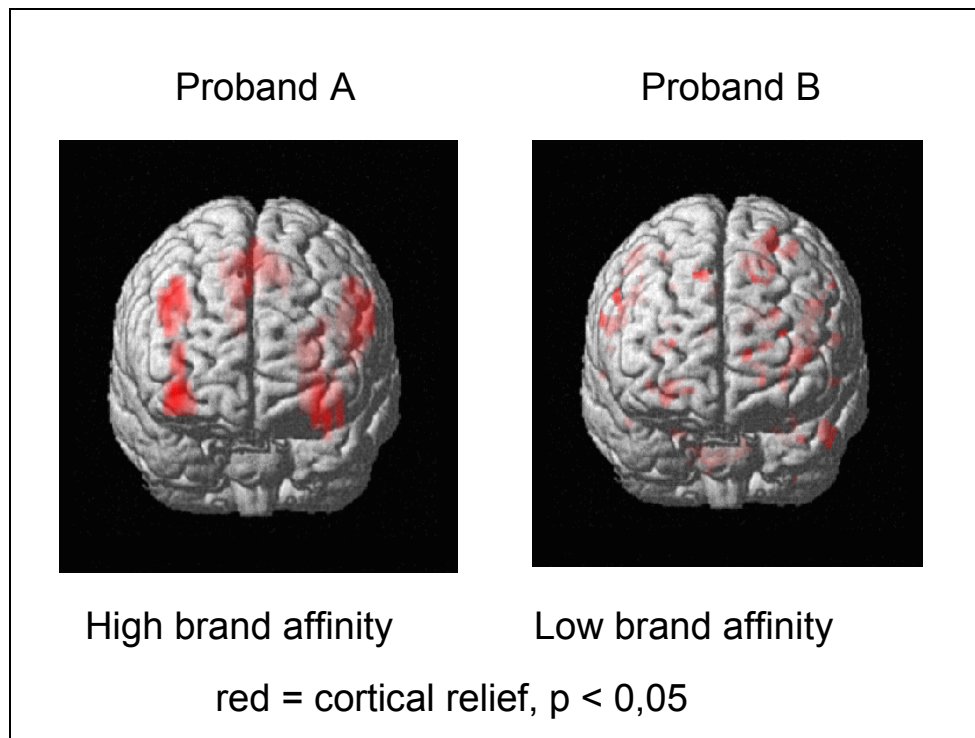 Proband A
Proband B
High brand affinity
Low brand affinity
red = cortical relief, p < 0,05